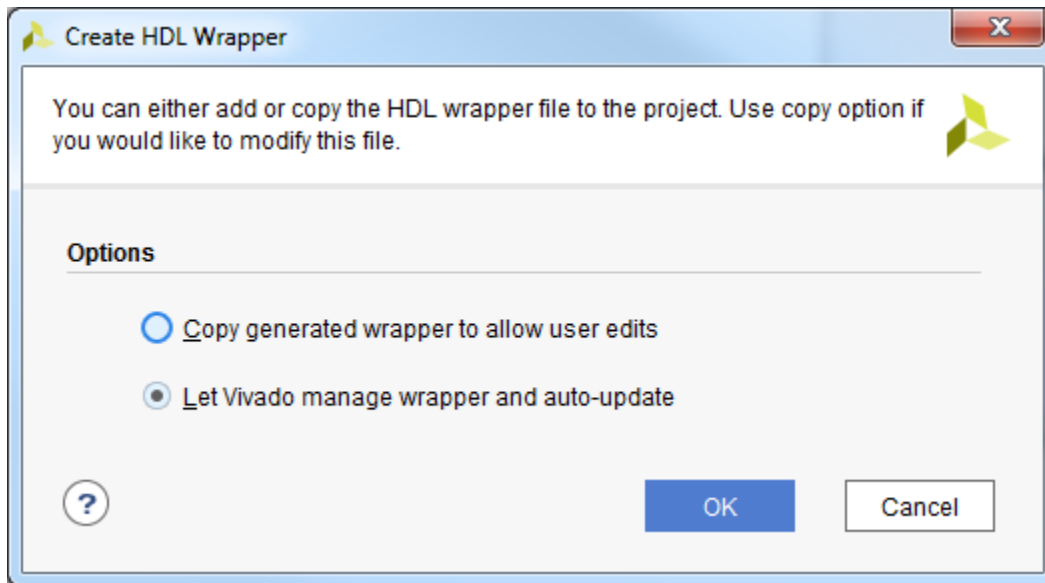 Create HDL Wrapper
You can either add or copy the HDL wrapper file to the project. Use copy option if
you would like to modify this file.
Options
Copy generated wrapper to allow user edits
Let Vivado manage wrapper and auto-update
?
OK
Cancel